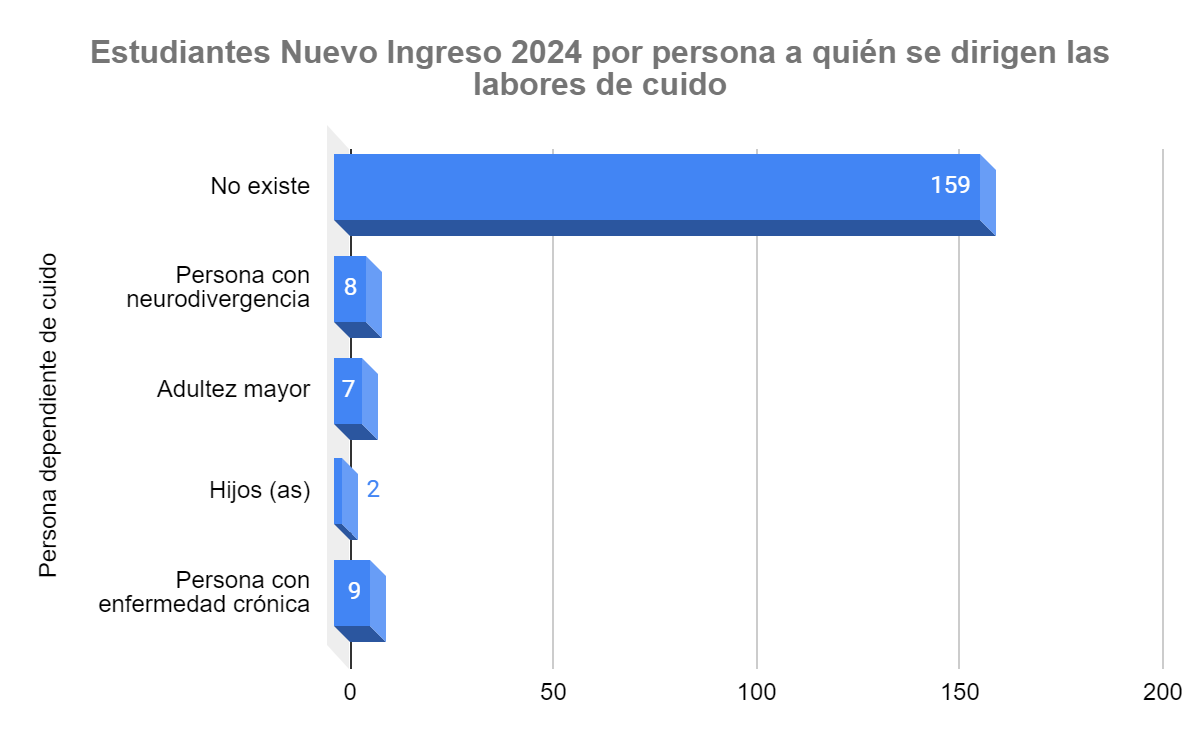 Estudiantes Nuevo Ingreso 2024 por persona a quién se dirigen las
labores de cuido
Persona dependiente de cuido
No existe
159
Persona con
neurodivergencia
8
Adultez mayor
7
Hijos (as)
2
Persona con
enfermedad crónica
9
0
50
100
150
200